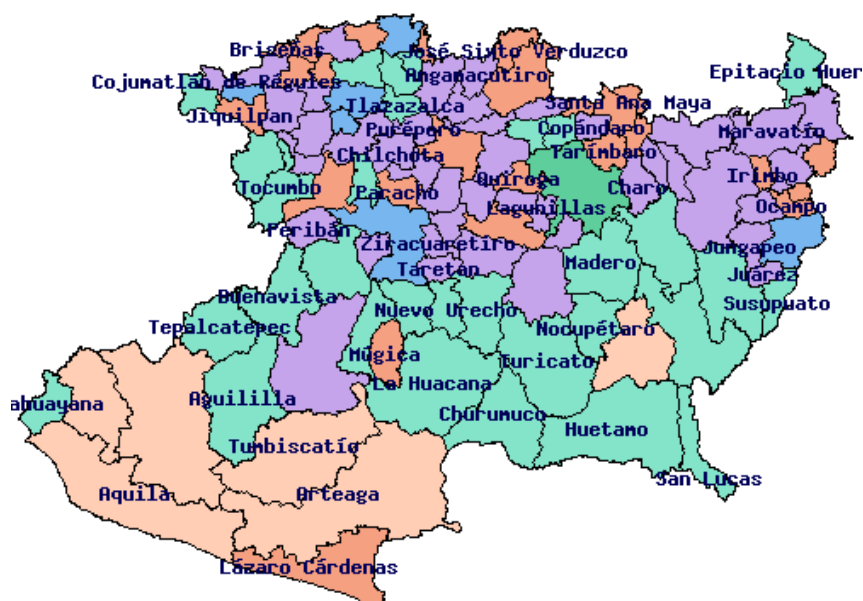 Briseñas
José Sixto Verduzco
Epitacio Huer
Cojumatlán de Régules
Angamacutiro
Jiquilpan
Tlazazalca
Santa Ana Maya
Purépero
Copándaro
Maravatío
Chilchota
Tarímbaro
Tocumbo
Paracho
Quiroga
Charo
Irimbo
Lagunillas
Ocampo
Peribán
Ziracuaretiro
Jungapeo
Taretan
Madero
Juárez
Buenavista
Nuevo Urecho
Susupuato
Tepalcatepec
Nocupétaro
Múgica
Turicato
La Huacana
ahuayana
Aguililla
Churumuco
Huetamo
Tumbiscatío
San Lucas
Aquila
Arteaga
Lázaro Cárdenas